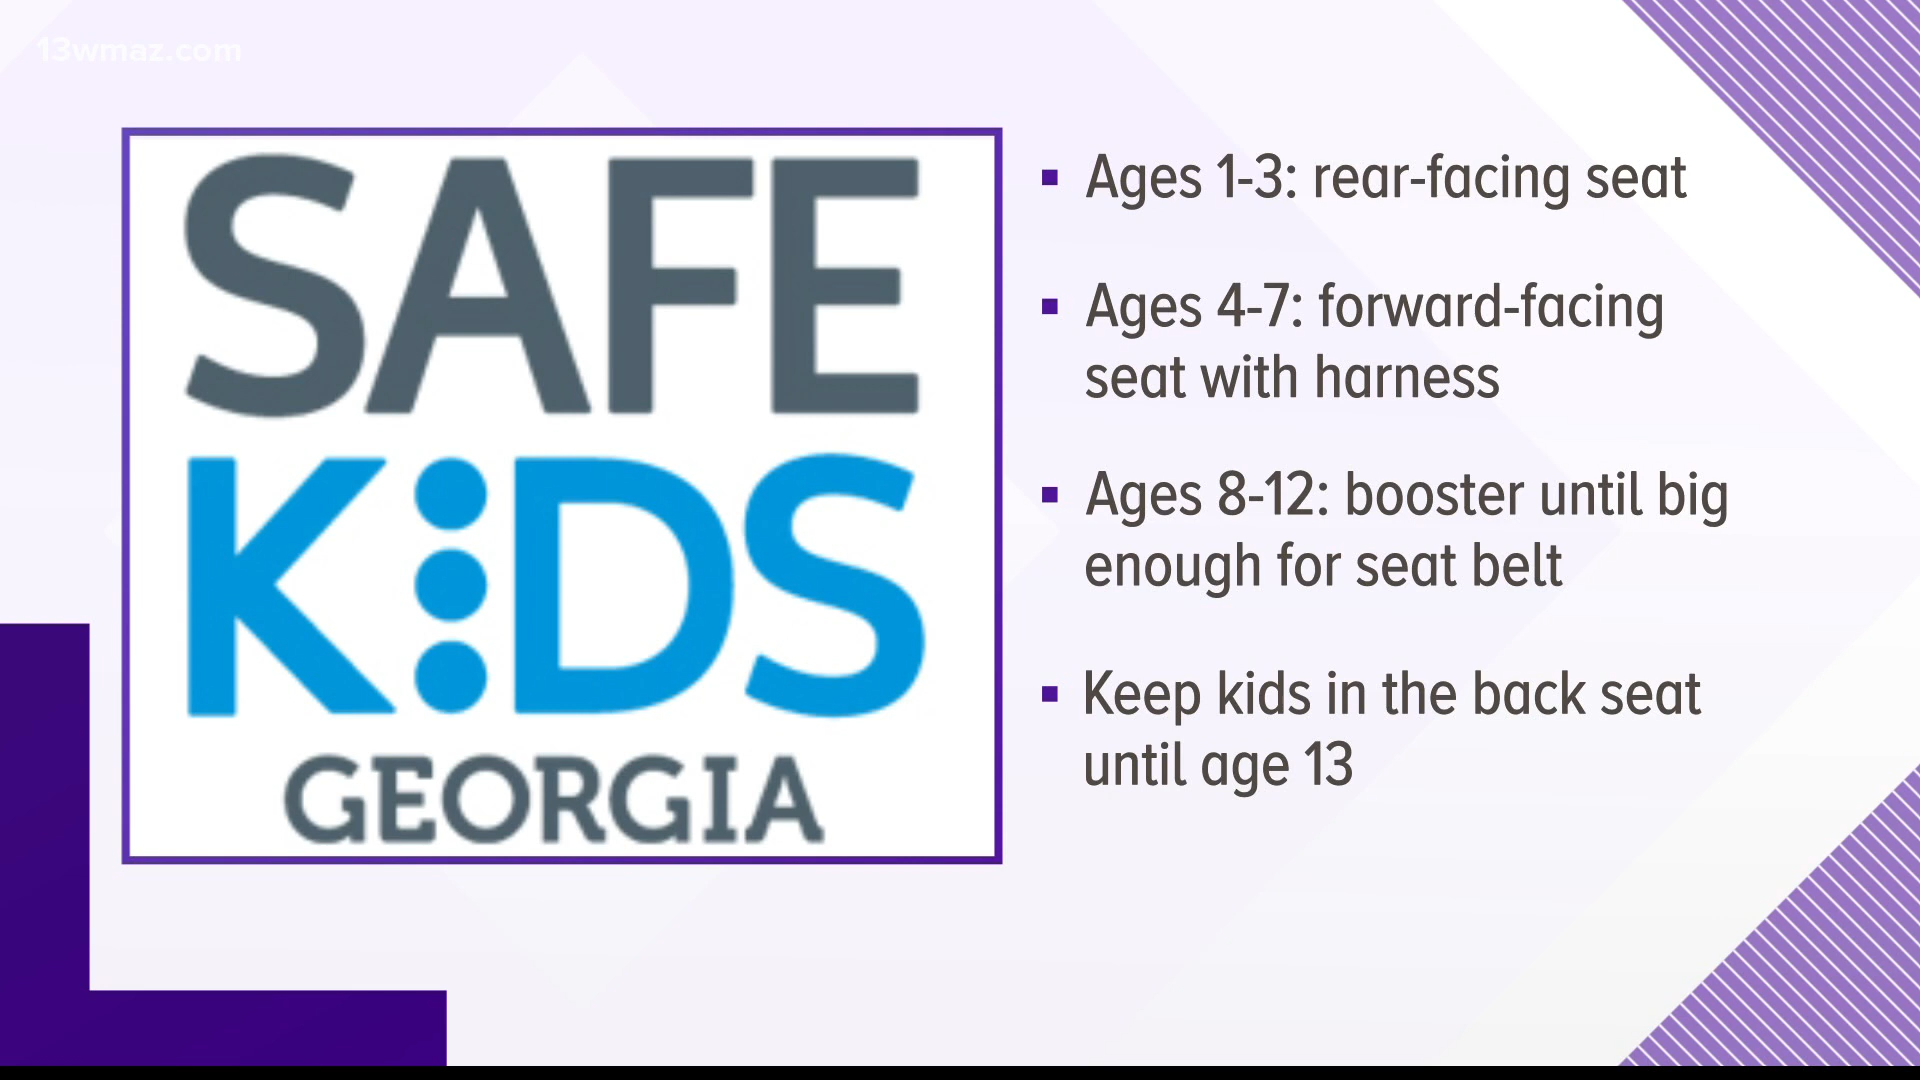 13wmaz.com
SAFE
KIDS
GEORGIA
▪ Ages 1-3: rear-facing seat
▪ Ages 4-7: forward-facing
seat with harness
▪ Ages 8-12: booster until big
enough for seat belt
▪ Keep kids in the back seat
until age 13